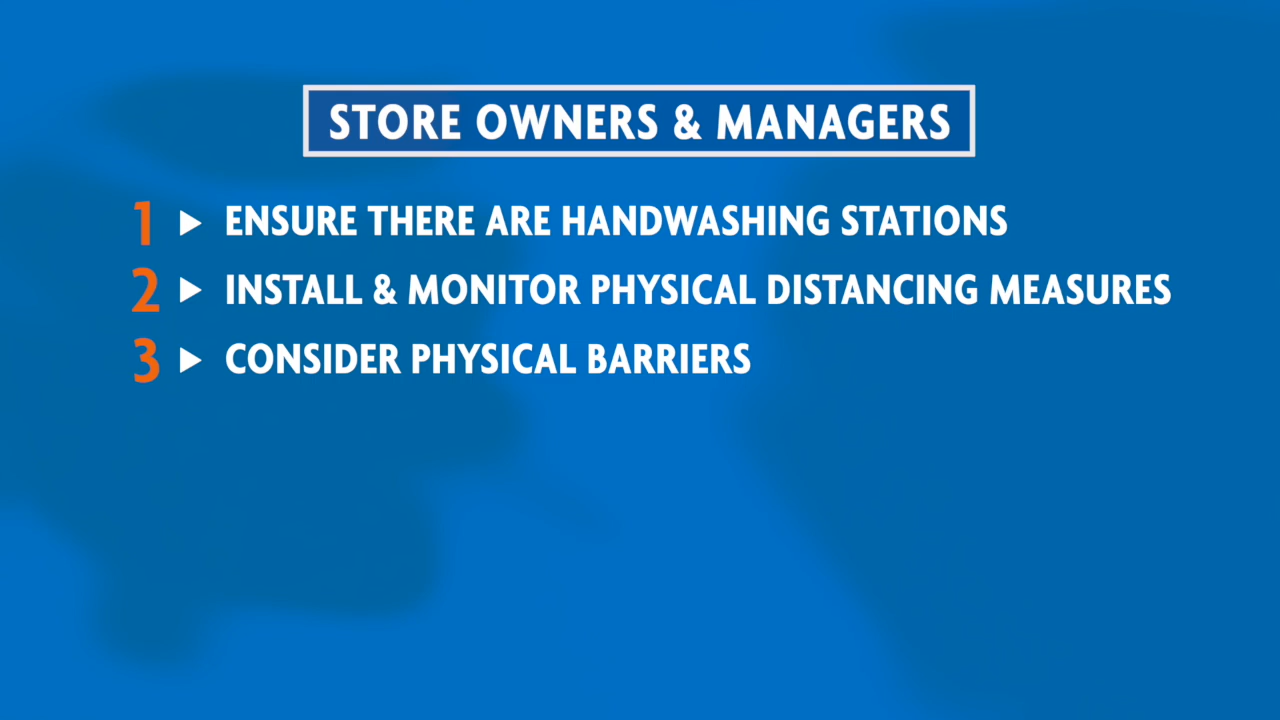 STORE OWNERS & MANAGERS
1 ▶ ENSURE THERE ARE HANDWASHING STATIONS
2 ▶ INSTALL & MONITOR PHYSICAL DISTANCING MEASURES
3 ▶ CONSIDER PHYSICAL BARRIERS